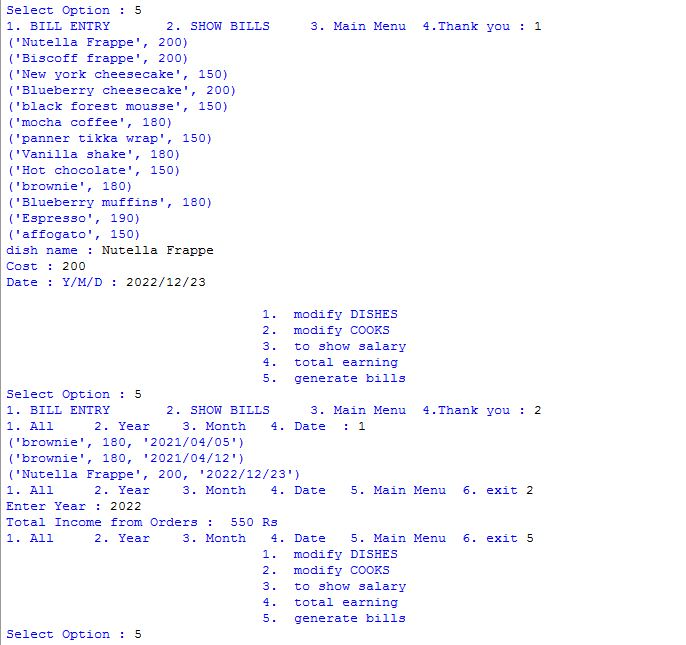 Select Option : 5
1. BILL ENTRY       2. SHOW BILLS     3. Main Menu  4.Thank you : 1
('Nutella Frappe', 200)
('Biscoff frappe', 200)
('New york cheesecake', 150)
('Blueberry cheesecake', 200)
('black forest mousse', 150)
('mocha coffee', 180)
('panner tikka wrap', 150)
('Vanilla shake', 180)
('Hot chocolate', 150)
('brownie', 180)
('Blueberry muffins', 180)
('Espresso', 190)
('affogato', 150)
dish name : Nutella Frappe
Cost : 200
Date : Y/M/D : 2022/12/23
1.  modify DISHES
2.  modify COOKS
3.  to show salary
4.  total earning
5.  generate bills
Select Option : 5
1. BILL ENTRY       2. SHOW BILLS     3. Main Menu  4.Thank you : 2
1. All     2. Year    3. Month   4. Date  : 1
('brownie', 180, '2021/04/05')
('brownie', 180, '2021/04/12')
('Nutella Frappe', 200, '2022/12/23')
1. All     2. Year    3. Month   4. Date   5. Main Menu  6. exit 2
Enter Year : 2022
Total Income from Orders :  550 Rs
1. All     2. Year    3. Month   4. Date   5. Main Menu  6. exit 5
1.  modify DISHES
2.  modify COOKS
3.  to show salary
4.  total earning
5.  generate bills
Select Option : 5